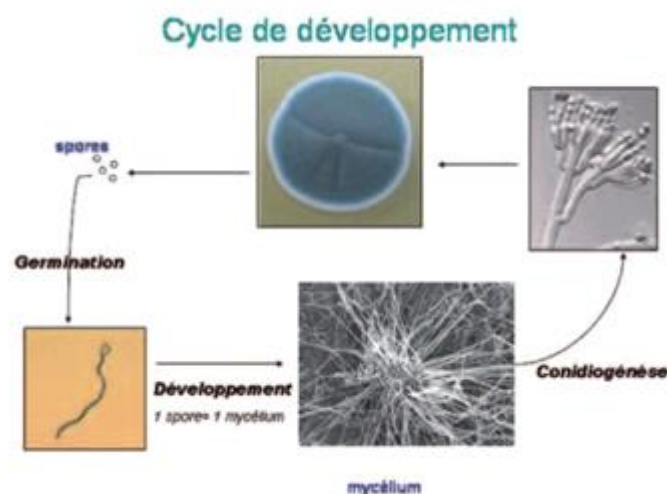 Cycle de développement
spores
Germination
Développement
1 spore= 1 mycélium
Conidiogénèse
mycélium